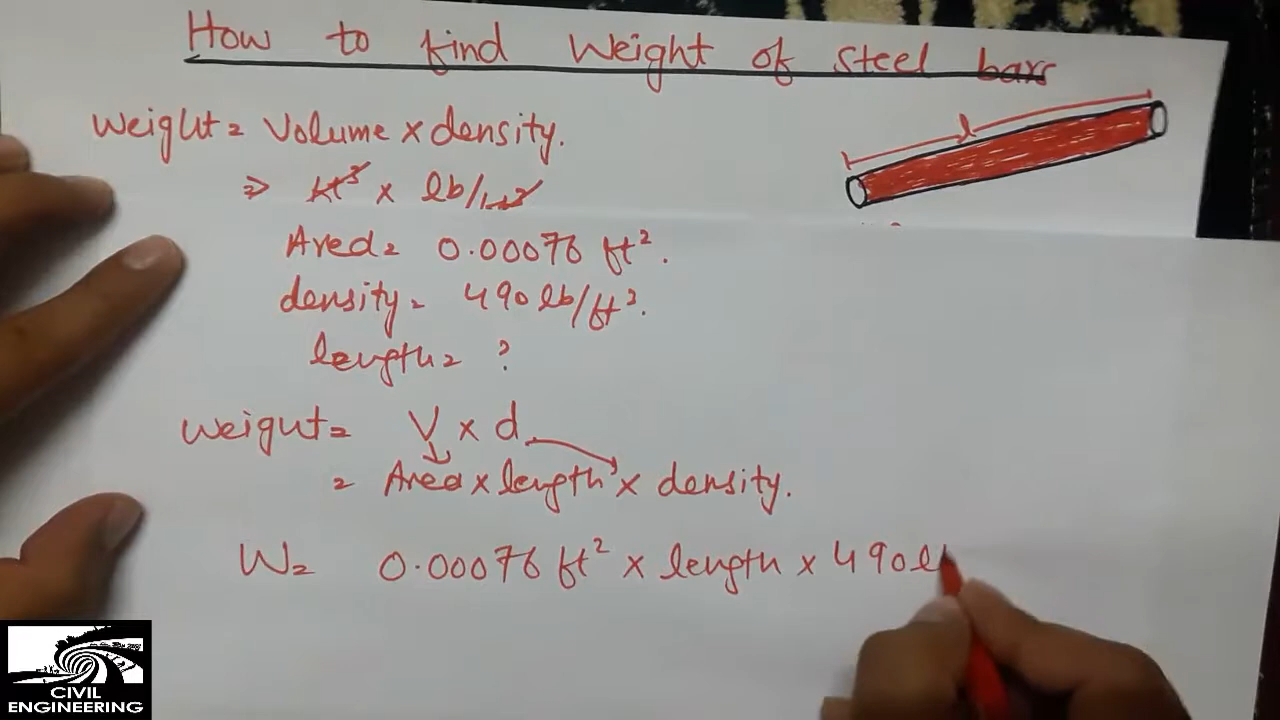 How to find Weight of steel bars
Weight = Volume x density.
⇒ ft³ x lb/ft³
Area = 0.00076 ft².
density = 490 lb/ft³.
length = ?
Weight = V x d
= Area x length x density.
W = 0.00076 ft² x length x 490 lb
l
CIVIL
ENGINEERING